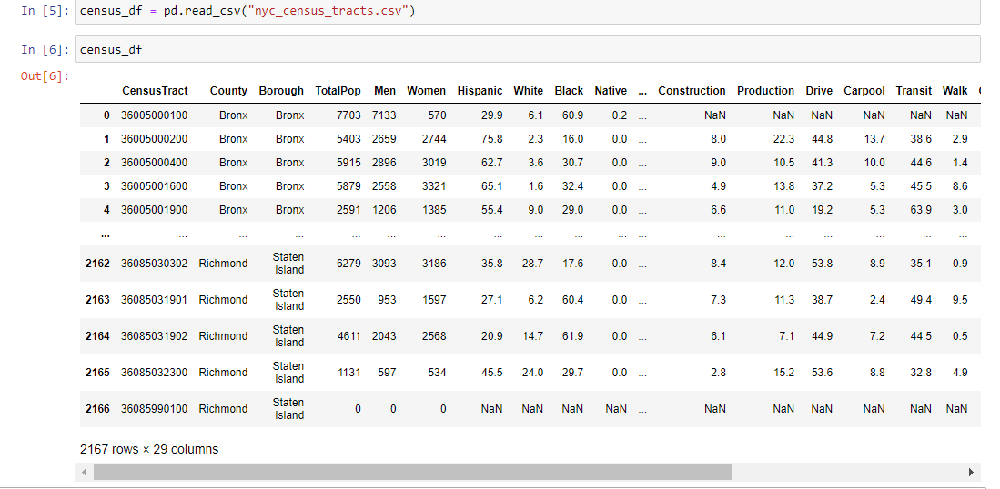 In [5]: census_df = pd.read_csv("nyc_census_tracts.csv")
In [6]: census_df
Out[6]:
CensusTract County Borough TotalPop Men Women Hispanic White Black Native ... Construction Production Drive Carpool Transit Walk
0 36005000100 Bronx Bronx 7703 7133 570 29.9 6.1 60.9 0.2 ... NaN NaN NaN NaN NaN NaN
1 36005000200 Bronx Bronx 5403 2659 2744 75.8 2.3 16.0 0.0 ... 8.0 22.3 44.8 13.7 38.6 2.9
2 36005000400 Bronx Bronx 5915 2896 3019 62.7 3.6 30.7 0.0 ... 9.0 10.5 41.3 10.0 44.6 1.4
3 36005001600 Bronx Bronx 5879 2558 3321 65.1 1.6 32.4 0.0 ... 4.9 13.8 37.2 5.3 45.5 8.6
4 36005001900 Bronx Bronx 2591 1206 1385 55.4 9.0 29.0 0.0 ... 6.6 11.0 19.2 5.3 63.9 3.0
... ... ... ... ... ... ... ... ... ... ... ... ... ... ... ... ... ...
2162 36085030302 Richmond Staten Island 6279 3093 3186 35.8 28.7 17.6 0.0 ... 8.4 12.0 53.8 8.9 35.1 0.9
2163 36085031901 Richmond Staten Island 2550 953 1597 27.1 6.2 60.4 0.0 ... 7.3 11.3 38.7 2.4 49.4 9.5
2164 36085031902 Richmond Staten Island 4611 2043 2568 20.9 14.7 61.9 0.0 ... 6.1 7.1 44.9 7.2 44.5 0.5
2165 36085032300 Richmond Staten Island 1131 597 534 45.5 24.0 29.7 0.0 ... 2.8 15.2 53.6 8.8 32.8 4.9
2166 36085990100 Richmond Staten Island 0 0 0 NaN NaN NaN NaN ... NaN NaN NaN NaN NaN NaN
2167 rows × 29 columns